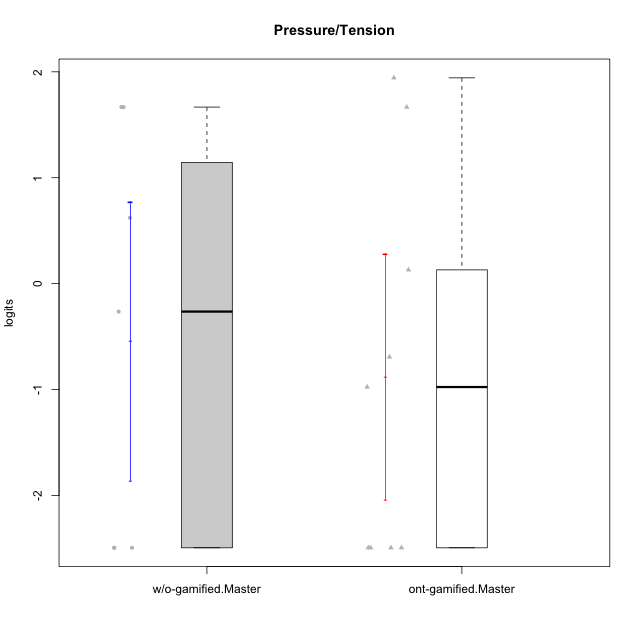 Pressure/Tension
logits
2
1
0
-1
-2
w/o-gamified.Master
ont-gamified.Master